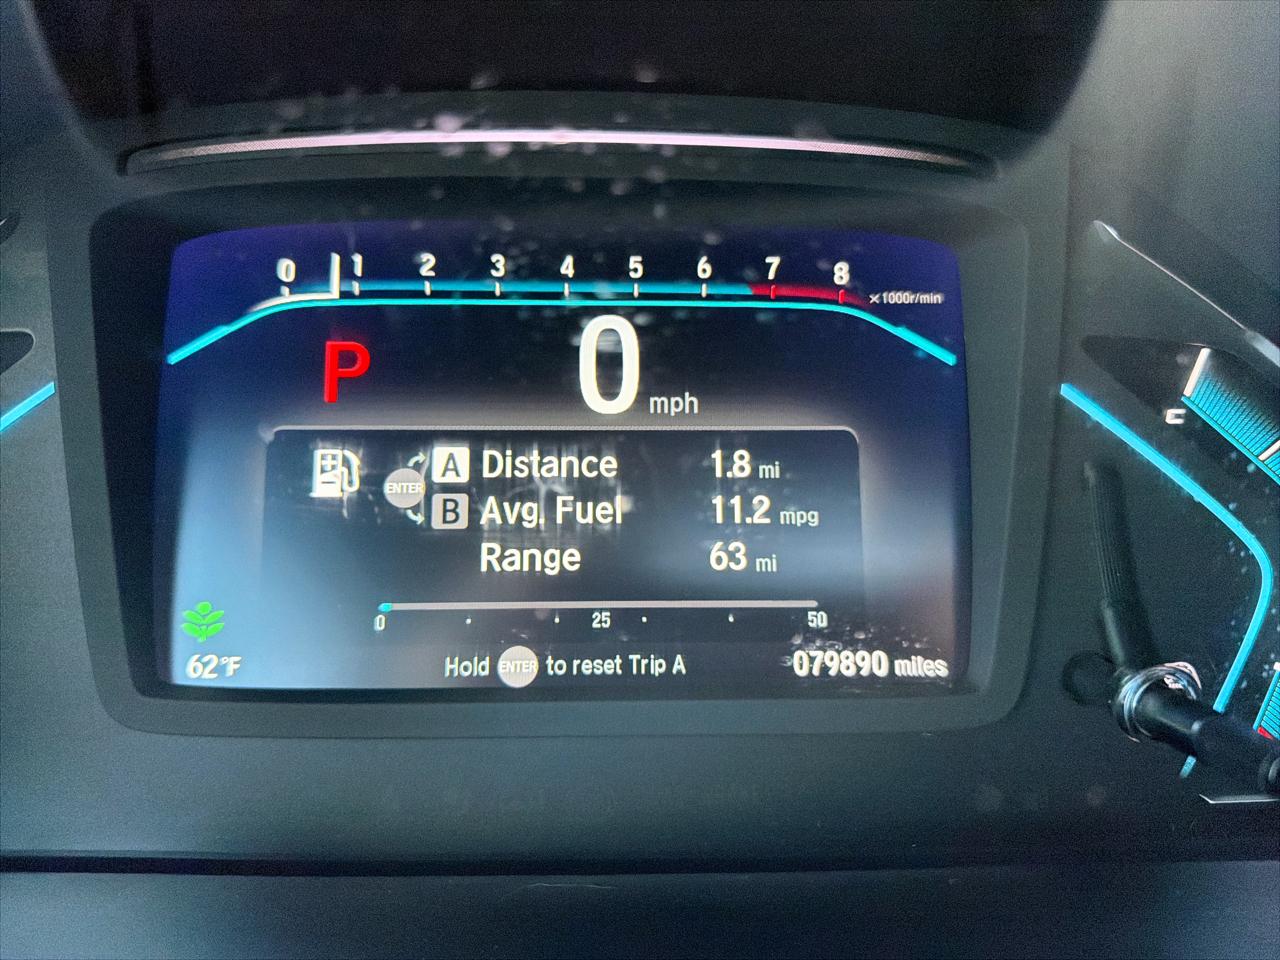 0 1 2 3 4 5 6 7 8
×1000r/min
P
0 mph
ENTER
A Distance 1.8 mi
B Avg. Fuel 11.2 mpg
Range 63 mi
0 25 50
62°F
Hold ENTER to reset Trip A
079890 miles
C